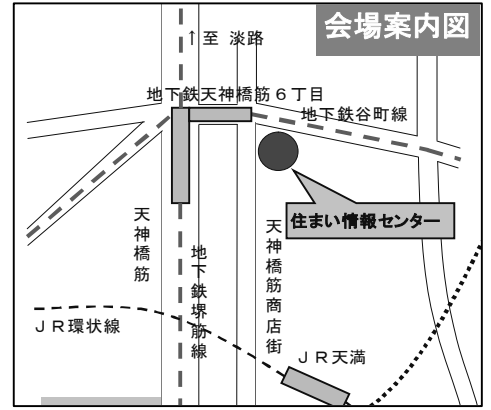 会場案内図
↑至 淡路
地下鉄天神橋筋６丁目
地下鉄谷町線
住まい情報センター
天神橋筋
地下鉄堺筋線
天神橋筋商店街
ＪＲ環状線
ＪＲ天満